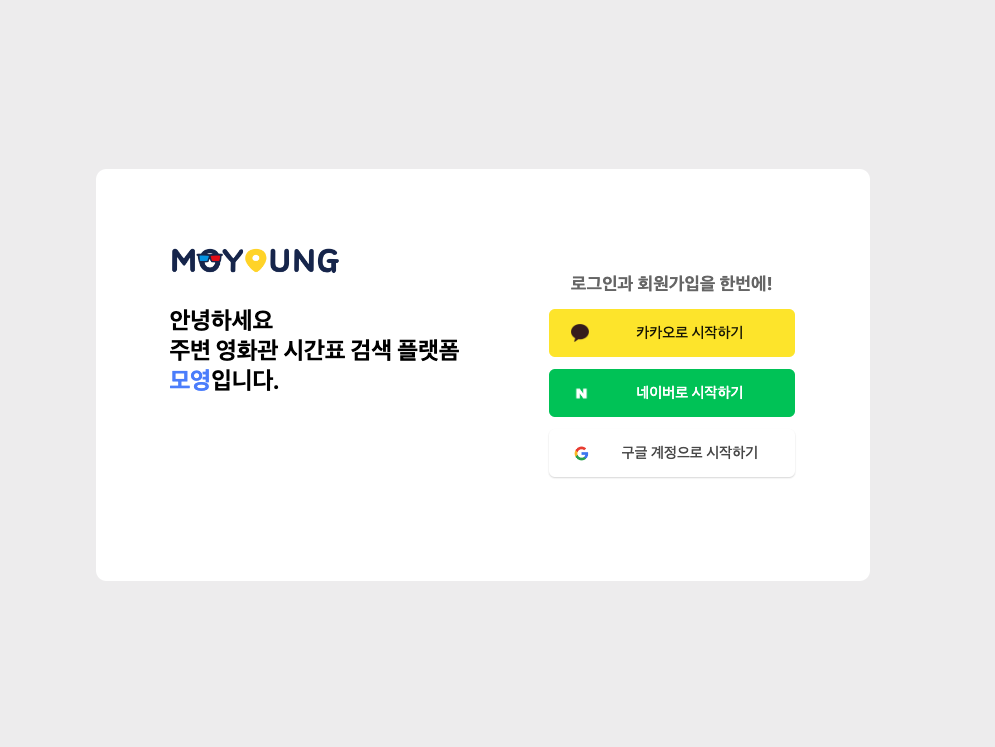 MOYOUNG
안녕하세요
주변 영화관 시간표 검색 플랫폼
모영입니다.
로그인과 회원가입을 한번에!
카카오로 시작하기
N 네이버로 시작하기
G 구글 계정으로 시작하기